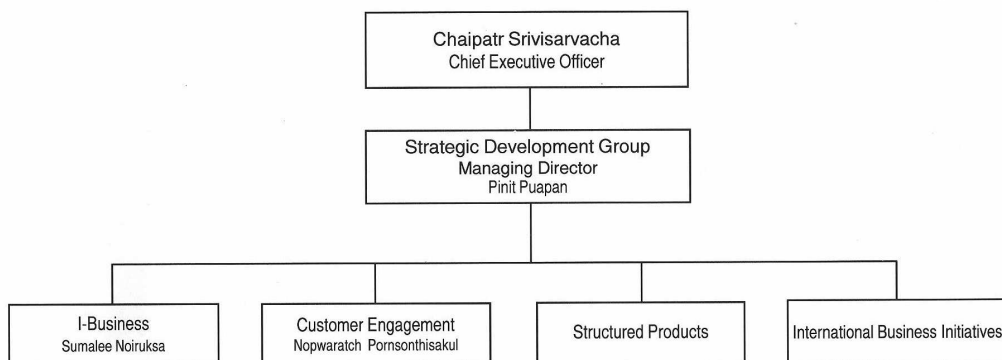 Chaipatr Srivisarvacha
Chief Executive Officer
Strategic Development Group
Managing Director
Pinit Puapan
I-Business
Sumalee Noiruksa
Customer Engagement
Nopwaratch Pornsonthisakul
Structured Products
International Business Initiatives